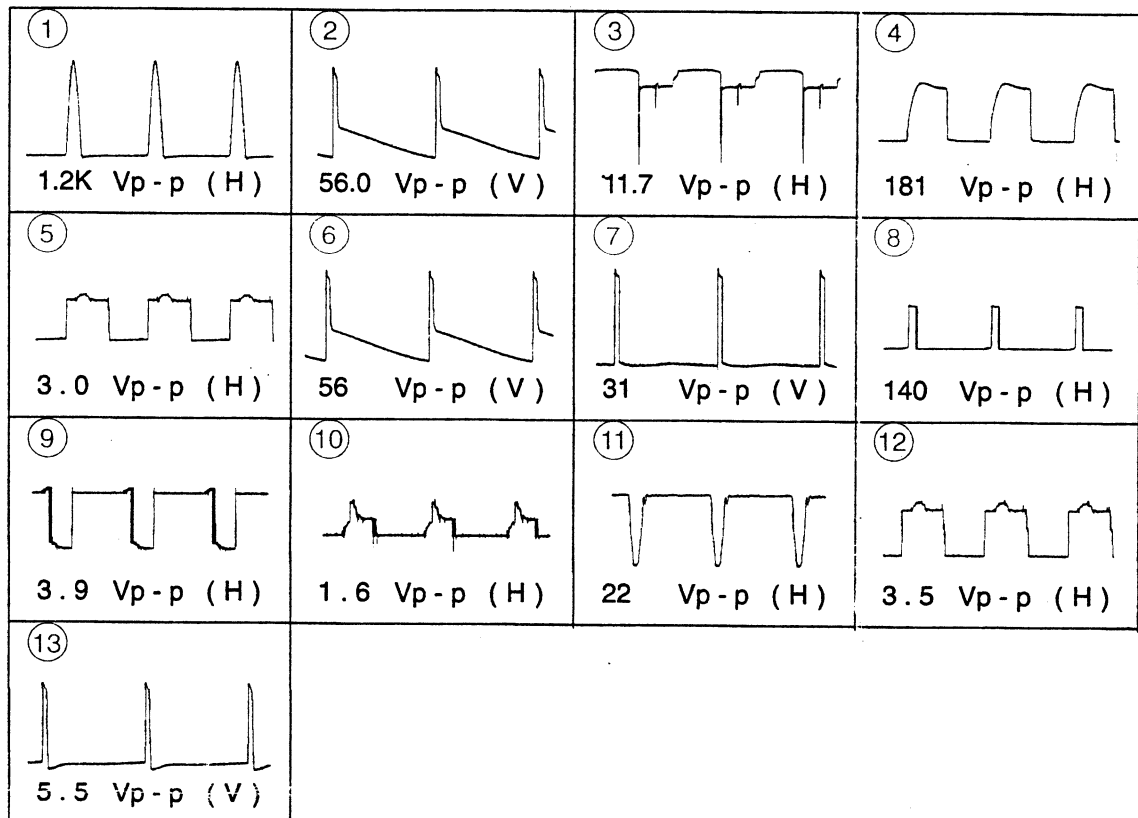 ①
1.2K Vp - p ( H )
②
56.0 Vp - p ( V )
③
11.7 Vp - p ( H )
④
181 Vp - p ( H )
⑤
3 . 0 Vp - p ( H )
⑥
56 Vp - p ( V )
⑦
31 Vp - p ( V )
⑧
140 Vp - p ( H )
⑨
3 . 9 Vp - p ( H )
⑩
1 . 6 Vp - p ( H )
⑪
22 Vp - p ( H )
⑫
3 . 5 Vp - p ( H )
⑬
5 . 5 Vp - p ( V )